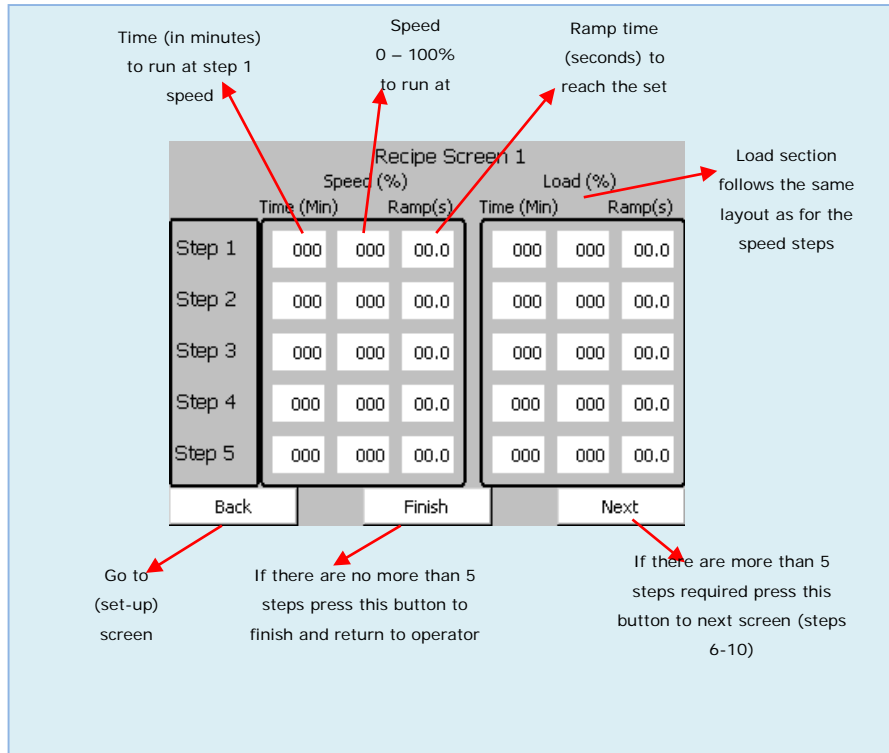 Time (in minutes)
to run at step 1
speed
Speed
0 – 100%
to run at
Ramp time
(seconds) to
reach the set
Recipe Screen 1
Speed (%)
Load (%)
Time (Min) Ramp(s) Time (Min) Ramp(s)
Load section
follows the same
layout as for the
speed steps
Step 1 000 000 00.0 000 000 00.0
Step 2 000 000 00.0 000 000 00.0
Step 3 000 000 00.0 000 000 00.0
Step 4 000 000 00.0 000 000 00.0
Step 5 000 000 00.0 000 000 00.0
Back Finish Next
Go to
(set-up)
screen
If there are no more than 5
steps press this button to
finish and return to operator
If there are more than 5
steps required press this
button to next screen (steps
6-10)